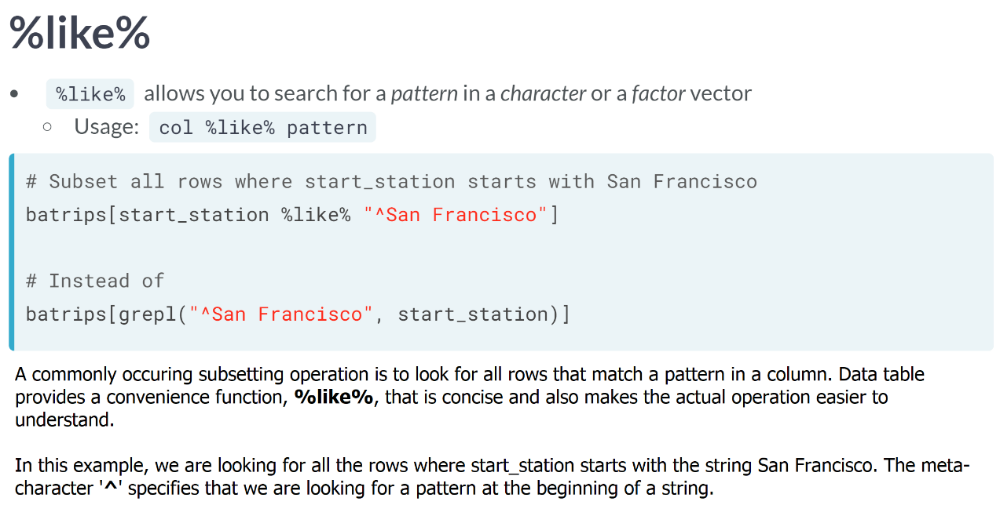 %like%
• %like% allows you to search for a pattern in a character or a factor vector
○ Usage: col %like% pattern
# Subset all rows where start_station starts with San Francisco
batrips[start_station %like% "^San Francisco"]
# Instead of
batrips[grepl("^San Francisco", start_station)]
A commonly occuring subsetting operation is to look for all rows that match a pattern in a column. Data table
provides a convenience function, %like%, that is concise and also makes the actual operation easier to
understand.
In this example, we are looking for all the rows where start_station starts with the string San Francisco. The meta-
character '^' specifies that we are looking for a pattern at the beginning of a string.